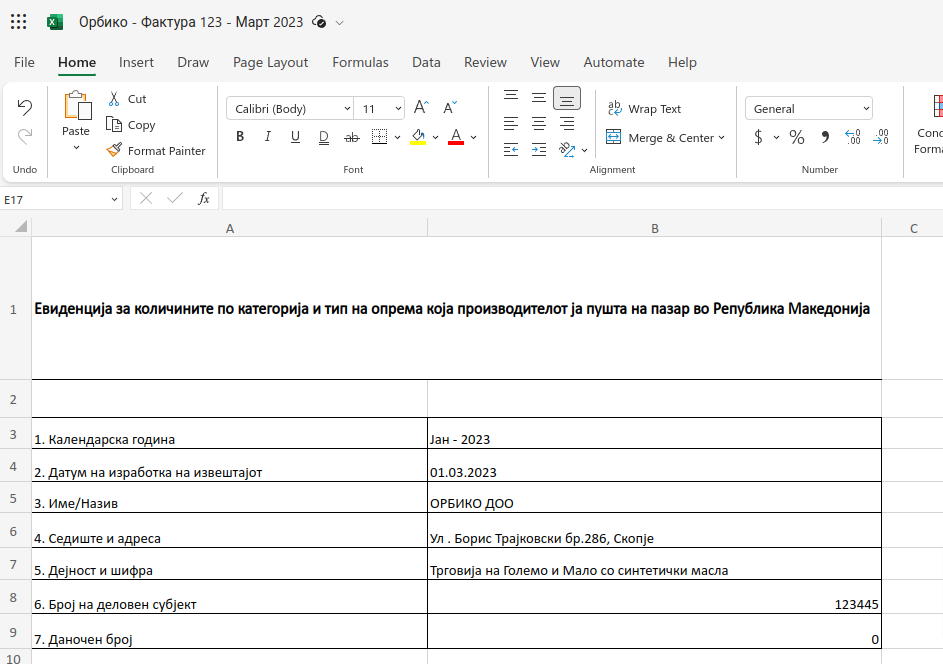 Орбико - Фактура 123 - Март 2023
File Home Insert Draw Page Layout Formulas Data Review View Automate Help
Undo
Paste
Cut
Copy
Format Painter
Clipboard
Calibri (Body) 11 A A
B I U D ab A
Font
ab Wrap Text
Merge & Center
Alignment
General
$ % 9 .00 .00
Number
Cond
Forma
E17 fx
A B C
1 Евиденција за количините по категорија и тип на опрема која производителот ја пушта на пазар во Република Македонија
2
3 1. Календарска година Јан - 2023
4 2. Датум на изработка на извештајот 01.03.2023
5 3. Име/Назив ОРБИКО ДОО
6 4. Седиште и адреса Ул . Борис Трајковски бр.286, Скопје
7 5. Дејност и шифра Трговија на Големо и Мало со синтетички масла
8 6. Број на деловен субјект 123445
9 7. Даночен број 0
10